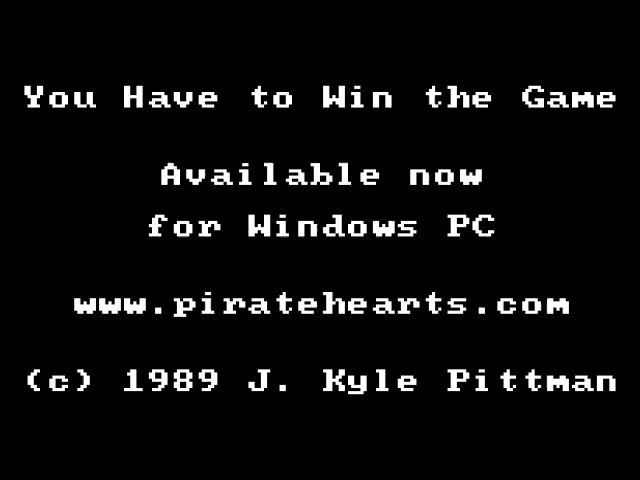 You Have to Win the Game
Available now
for Windows PC
www.piratehearts.com
(c) 1989 J. Kyle Pittman